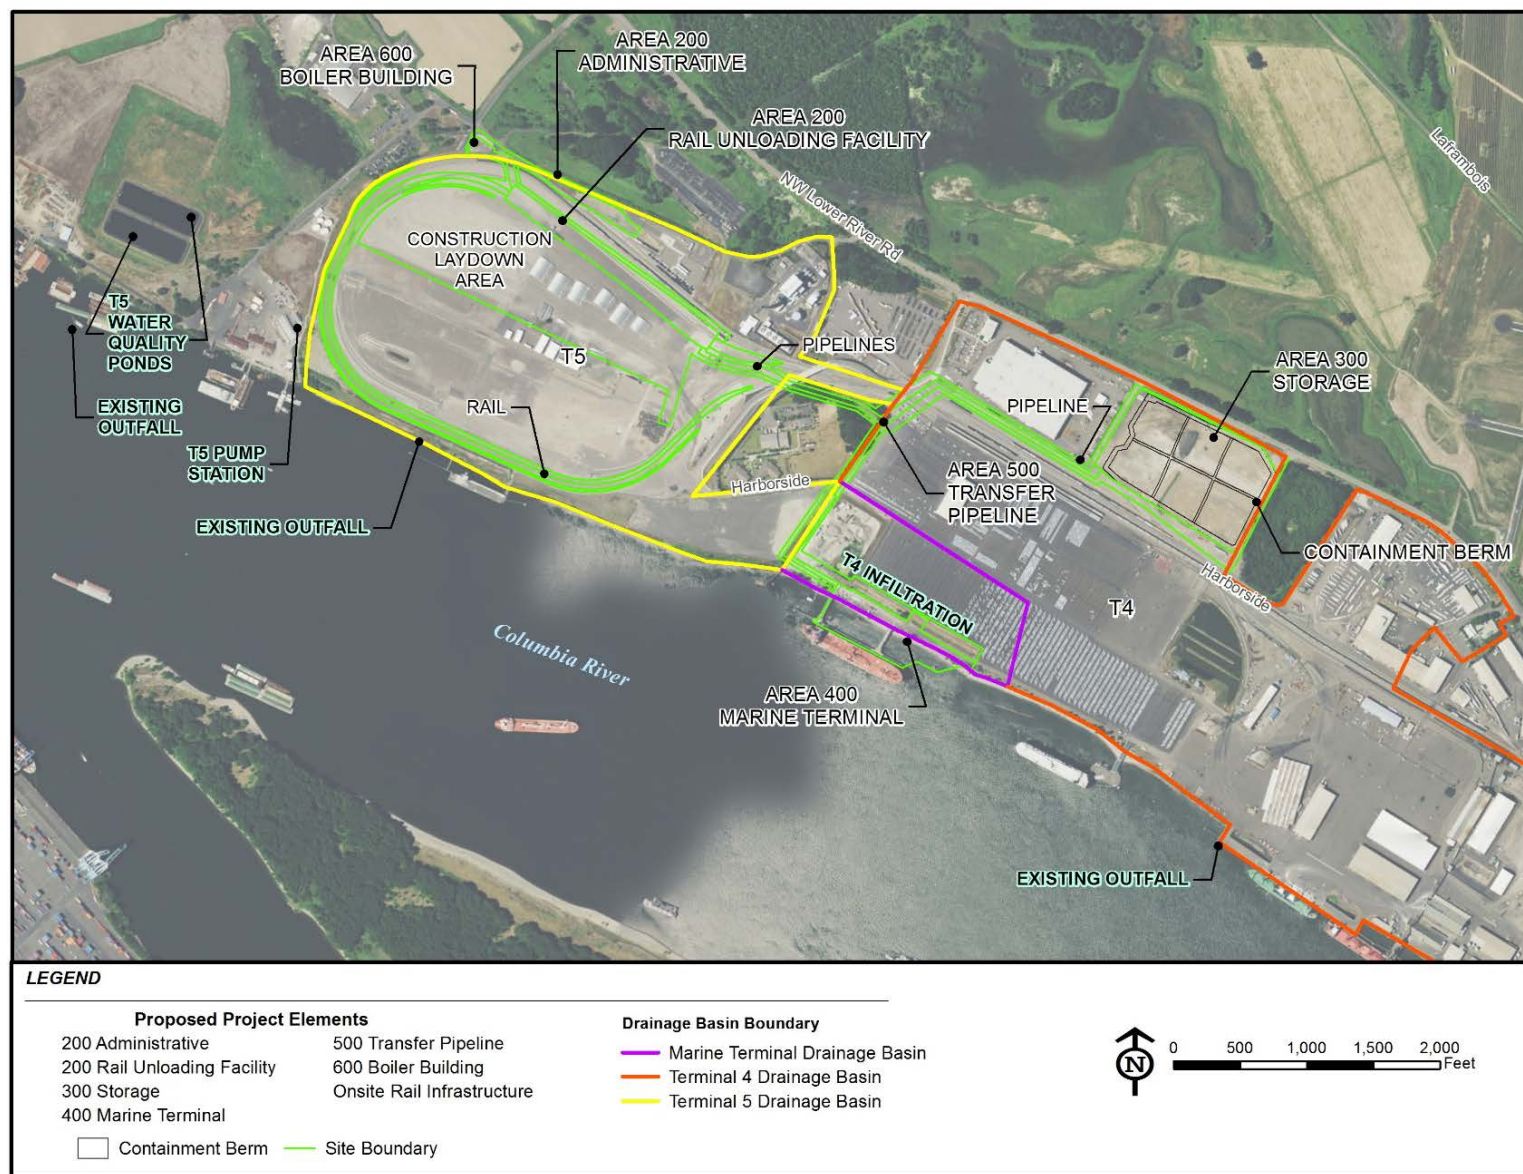 AREA 600
BOILER BUILDING
AREA 200
ADMINISTRATIVE
AREA 200
RAIL UNLOADING FACILITY
NW Lower River Rd
Laframbois
CONSTRUCTION
LAYDOWN
AREA
T5
WATER
QUALITY
PONDS
T5
PIPELINES
AREA 300
STORAGE
EXISTING
OUTFALL
RAIL
PIPELINE
T5 PUMP
STATION
Harborside
AREA 500
TRANSFER
PIPELINE
EXISTING OUTFALL
CONTAINMENT BERM
T4 INFILTRATION
Harborside
T4
Columbia River
AREA 400
MARINE TERMINAL
EXISTING OUTFALL
LEGEND
Proposed Project Elements
200 Administrative
200 Rail Unloading Facility
300 Storage
400 Marine Terminal
500 Transfer Pipeline
600 Boiler Building
Onsite Rail Infrastructure
Containment Berm
Site Boundary
Drainage Basin Boundary
Marine Terminal Drainage Basin
Terminal 4 Drainage Basin
Terminal 5 Drainage Basin
N
0 500 1,000 1,500 2,000
Feet